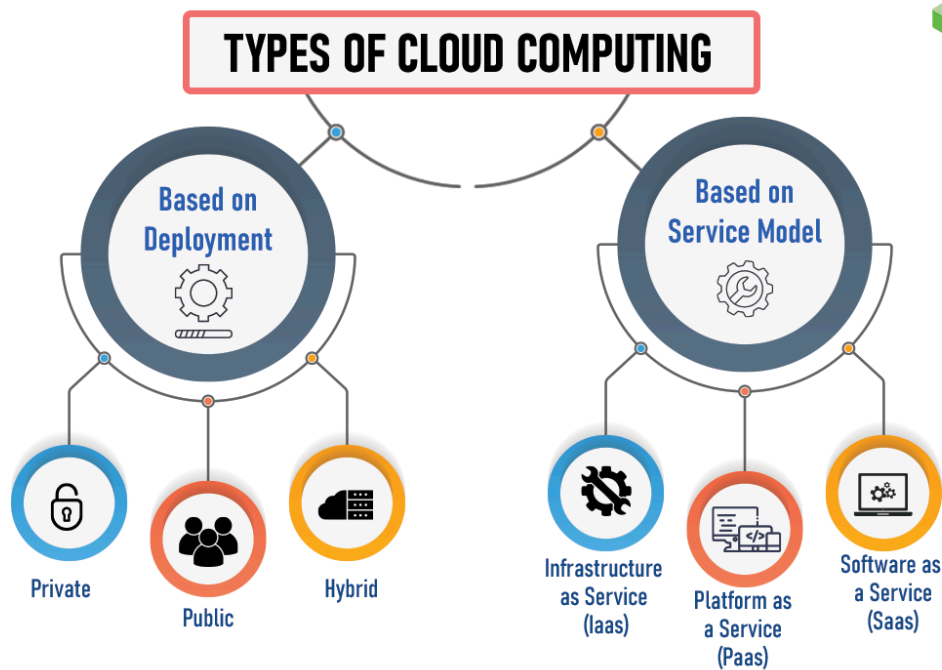 TYPES OF CLOUD COMPUTING
Based on
Deployment
Based on
Service Model
Private
Public
Hybrid
Infrastructure
as Service
(Iaas)
Platform as
a Service
(Paas)
Software as
a Service
(Saas)